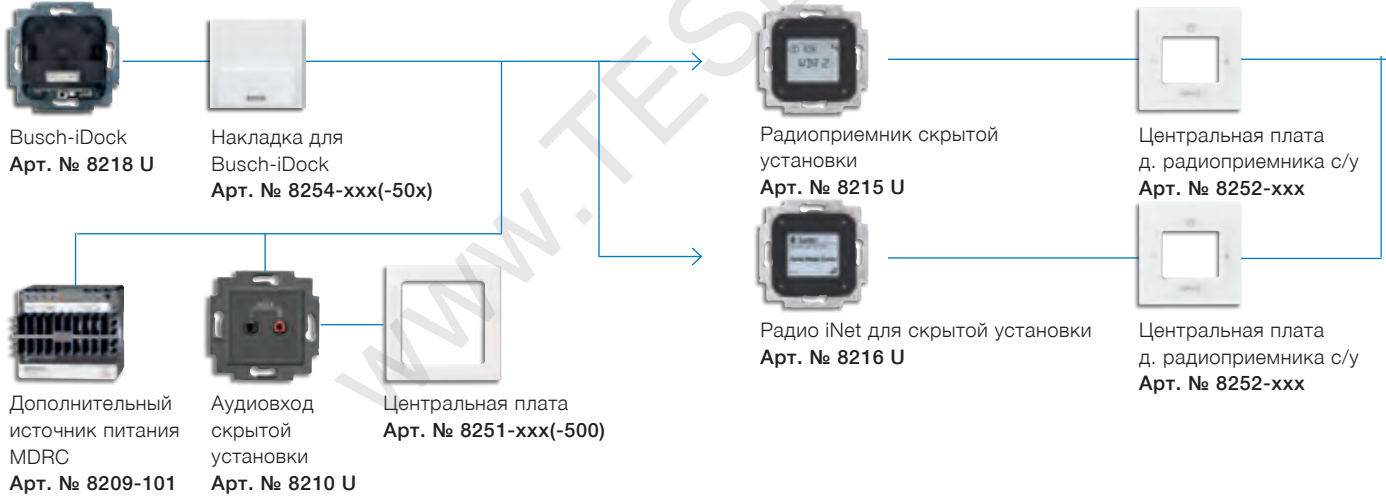 Busch-iDock
Арт. № 8218 U
Накладка для
Busch-iDock
Арт. № 8254-xxx(-50x)
Радиоприемник скрытой
установки
Арт. № 8215 U
Центральная плата
д. радиоприемника с/у
Арт. № 8252-xxx
Радио iNet для скрытой установки
Арт. № 8216 U
Центральная плата
д. радиоприемника с/у
Арт. № 8252-xxx
Дополнительный
источник питания
MDRC
Арт. № 8209-101
Аудиовход
скрытой
установки
Арт. № 8210 U
Центральная плата
Арт. № 8251-xxx(-500)
www.TES